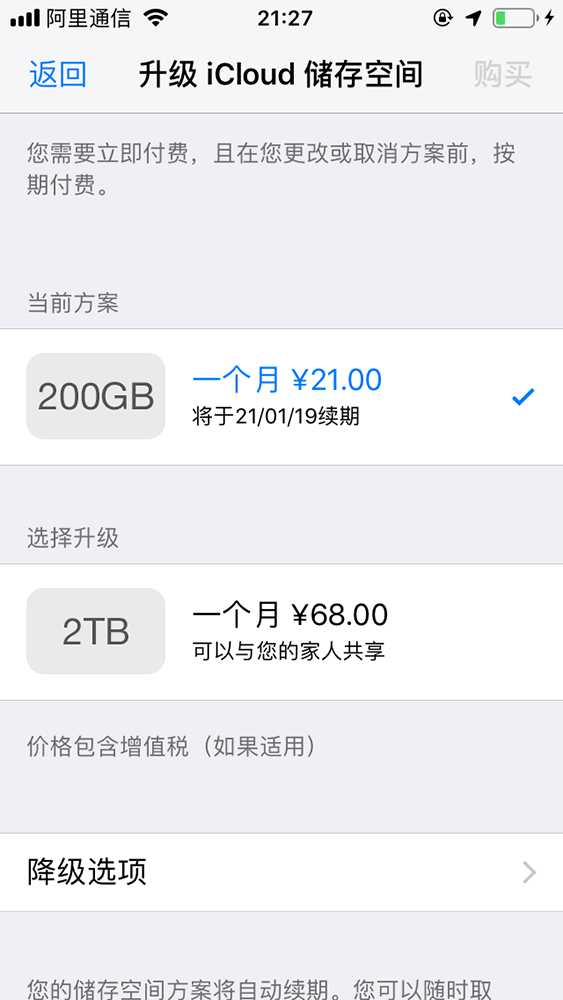 阿里通信 21:27
返回 升级 iCloud 储存空间 购买
您需要立即付费，且在您更改或取消方案前，按
期付费。
当前方案
200GB
一个月 ¥21.00
将于21/01/19续期
选择升级
2TB
一个月 ¥68.00
可以与您的家人共享
价格包含增值税（如果适用）
降级选项
您的储存空间方案将自动续期。您可以随时取